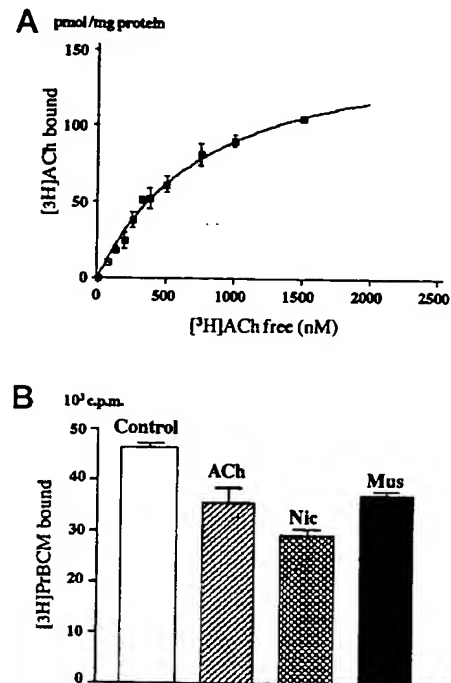 A pmol/mg protein
150
100
50
0
[3H]ACh bound
0 500 1000 1500 2000 2500
[3H]ACh free (nM)
B 10³ c.p.m.
50
40
30
20
10
0
[3H]PrBCM bound
Control
ACh
Nic
Mus